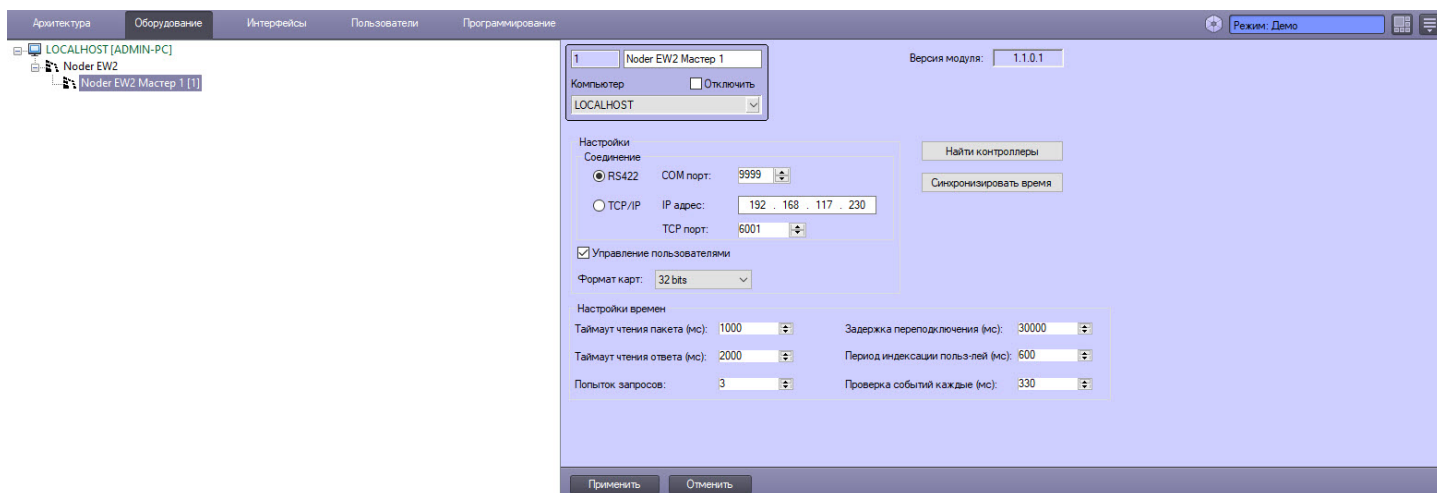 Архитектура Оборудование Интерфейсы Пользователи Программирование Режим: Демо
LOCALHOST [ADMIN-PC]
Noder EW2
Noder EW2 Мастер 1 [1]
1 Noder EW2 Мастер 1 Версия модуля: 1.1.0.1
Компьютер Отключить
LOCALHOST
Настройки
Соединение
RS422 COM порт: 9999
TCP/IP IP адрес: 192 . 168 . 117 . 230
TCP порт: 6001
Найти контроллеры
Синхронизировать время
Управление пользователями
Формат карт: 32 bits
Настройки времен
Таймаут чтения пакета (мс): 1000 Задержка переподключения (мс): 30000
Таймаут чтения ответа (мс): 2000 Период индексации польз-лей (мс): 600
Попыток запросов: 3 Проверка событий каждые (мс): 330
Применить Отменить